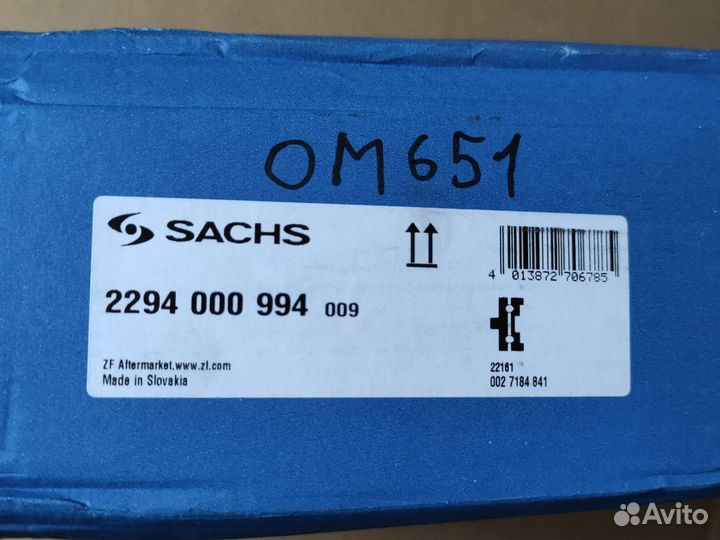 OM651
SACHS
4 013872 706785
2294 000 994 009
ZF Aftermarket.www.zf.com
Made in Slovakia
22161
002 7184 841
Avito